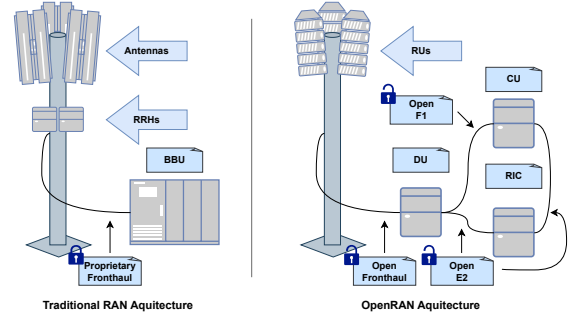 Antennas
RRHs
BBU
Proprietary
Fronthaul
Traditional RAN Aquitecture
RUs
CU
Open
F1
DU
RIC
Open
Fronthaul
Open
E2
OpenRAN Aquitecture